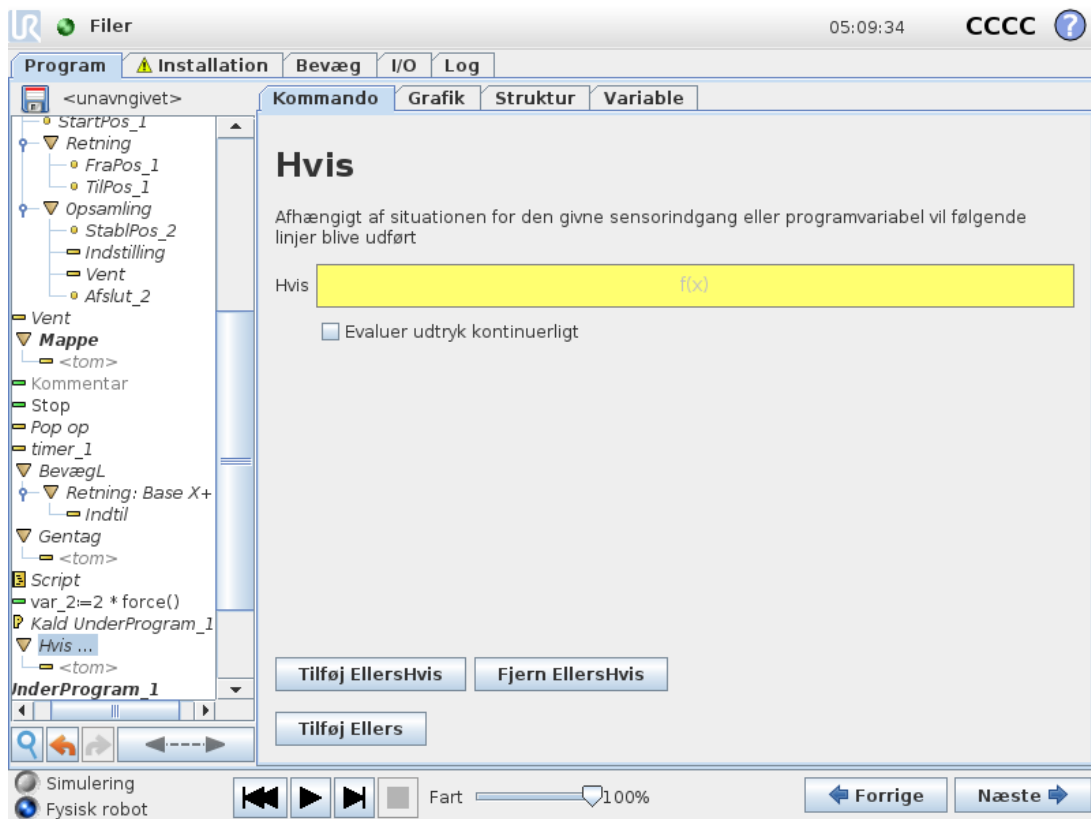 UR Filer 05:09:34 CCCC ?
Program Installation Bevæg I/O Log
<unavngivet>
Kommando Grafik Struktur Variable
StartPos_1
Retning
FraPos_1
TilPos_1
Opsamling
StablPos_2
Indstilling
Vent
Afslut_2
Vent
Mappe
<tom>
Kommentar
Stop
Pop op
timer_1
BevægL
Retning: Base X+
Indtil
Gentag
<tom>
Script
var_2:=2 * force()
Kald UnderProgram_1
Hvis ...
<tom>
UnderProgram_1
Hvis
Afhængigt af situationen for den givne sensorindgang eller programvariabel vil følgende
linjer blive udført
Hvis f(x)
Evaluer udtryk kontinuerligt
Tilføj EllersHvis Fjern EllersHvis
Tilføj Ellers
Simulering
Fysisk robot
Fart 100%
Forrige Næste